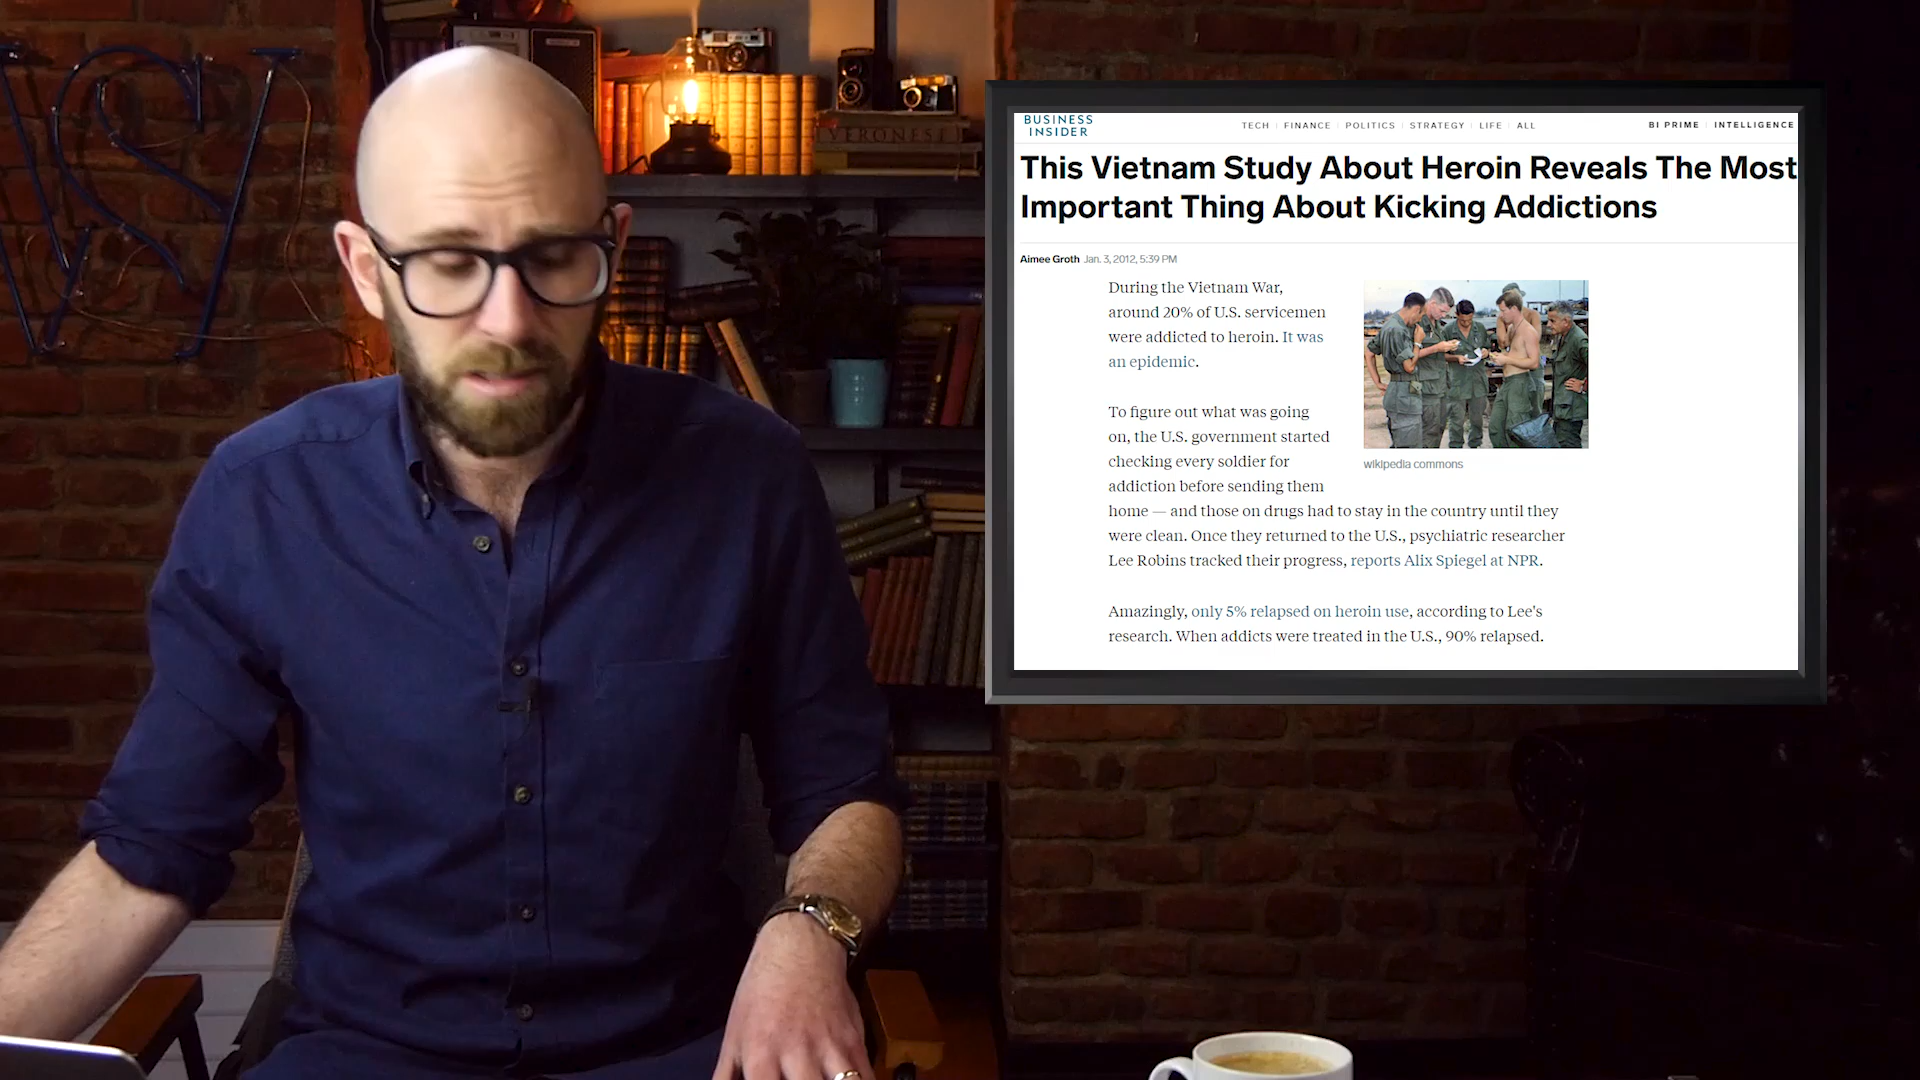 VERONESE
BUSINESS
INSIDER
TECH | FINANCE | POLITICS | STRATEGY | LIFE | ALL
BI PRIME | INTELLIGENCE
This Vietnam Study About Heroin Reveals The Most
Important Thing About Kicking Addictions
Aimee Groth Jan. 3, 2012, 5:39 PM
During the Vietnam War,
around 20% of U.S. servicemen
were addicted to heroin. It was
an epidemic.
To figure out what was going
on, the U.S. government started
checking every soldier for
addiction before sending them
home — and those on drugs had to stay in the country until they
were clean. Once they returned to the U.S., psychiatric researcher
Lee Robins tracked their progress, reports Alix Spiegel at NPR.
wikipedia commons
Amazingly, only 5% relapsed on heroin use, according to Lee's
research. When addicts were treated in the U.S., 90% relapsed.